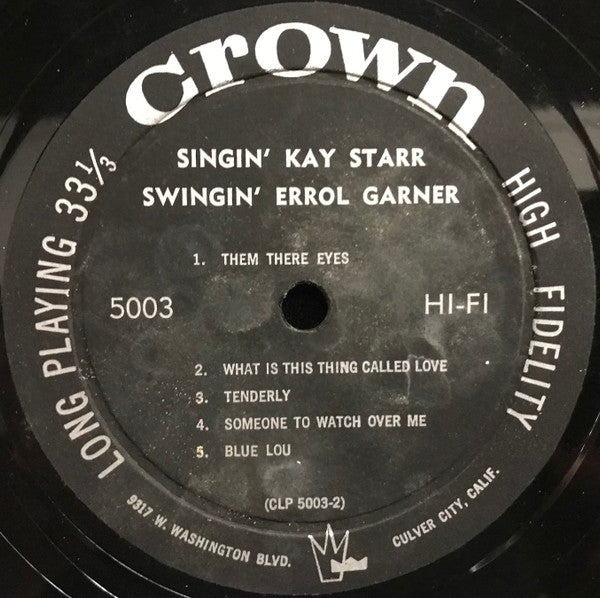 crown
LONG PLAYING 33⅓
HIGH FIDELITY
SINGIN' KAY STARR
SWINGIN' ERROL GARNER
1. THEM THERE EYES
5003
HI-FI
2. WHAT IS THIS THING CALLED LOVE
3. TENDERLY
4. SOMEONE TO WATCH OVER ME
5. BLUE LOU
(CLP 5003-2)
9317 W. WASHINGTON BLVD.
CULVER CITY, CALIF.